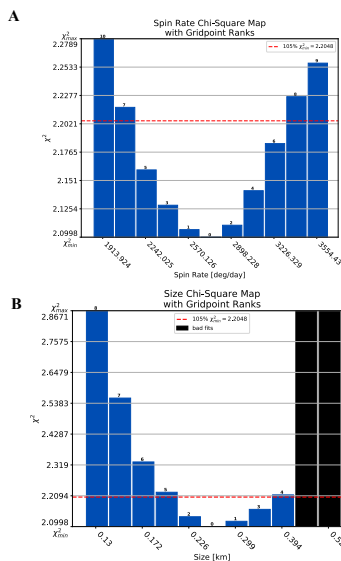 A
Spin Rate Chi-Square Map
with Gridpoint Ranks
χ²max
2.2789
2.2533
2.2277
2.2021
2.1765
2.151
2.1254
2.0998
χ²min
χ²
105% χ²min = 2.2048
10
7
5
3
1
0
2
4
6
8
9
1913.924
2242.025
2570.126
2898.228
3226.329
3554.43
Spin Rate [deg/day]
B
Size Chi-Square Map
with Gridpoint Ranks
χ²max
2.8671
2.7575
2.6479
2.5383
2.4287
2.319
2.2094
2.0998
χ²min
χ²
105% χ²min = 2.2048
bad fits
8
7
6
5
2
0
1
3
4
0.13
0.172
0.226
0.299
0.394
0.52
Size [km]